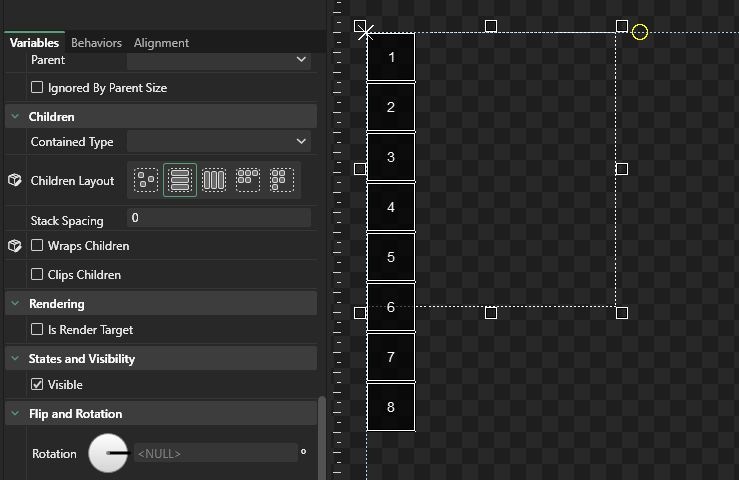 Variables Behaviors Alignment
Parent
Ignored By Parent Size
Children
Contained Type
Children Layout
Stack Spacing 0
Wraps Children
Clips Children
Rendering
Is Render Target
States and Visibility
Visible
Flip and Rotation
Rotation <NULL> °
1
2
3
4
5
6
7
8